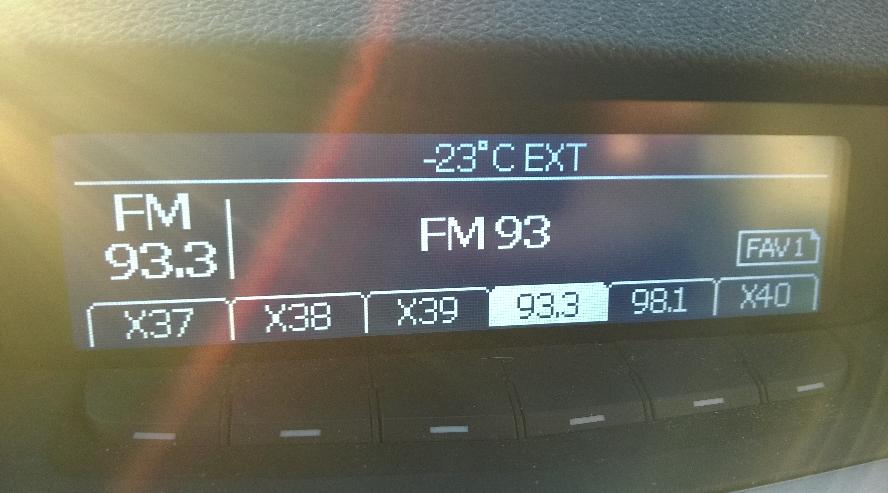 -23°C EXT
FM
93.3
FM 93
FAV 1
X37 X38 X39 93.3 98.1 X40